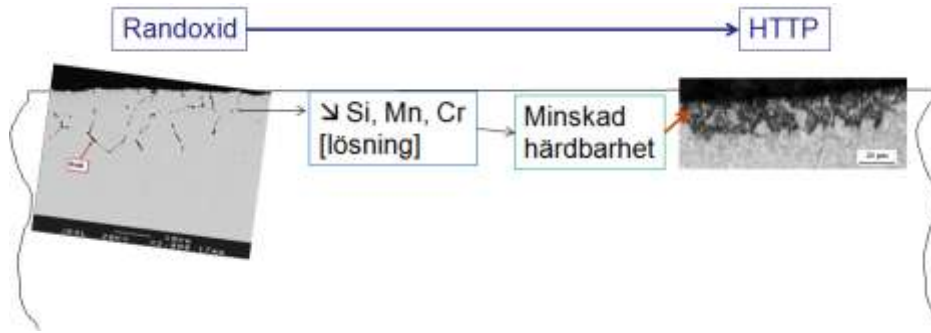 Randoxid
HTTP
↘ Si, Mn, Cr
[lösning]
Minskad
härdbarhet